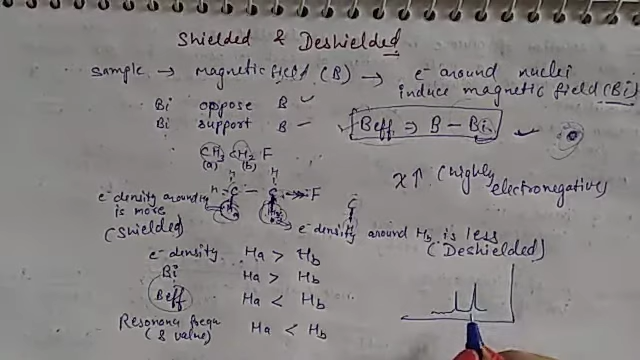 Shielded & Deshielded
Sample → Magnetic field (B) → e⁻ around nuclei
induce magnetic field (Bi)
Bi oppose B
Bi support B
Beff ⇒ B - Bi
CH3 CH2 F
(a) (b)
x ↑ (highly
electronegative)
H H
H - C - C → F
C
H
e⁻ density around H
is more
(Shielded)
e⁻ density around Hb is less
(Deshielded)
e⁻ density Ha > Hb
Bi Ha > Hb
Beff Ha < Hb
Resonance frequ Ha < Hb
(δ value)